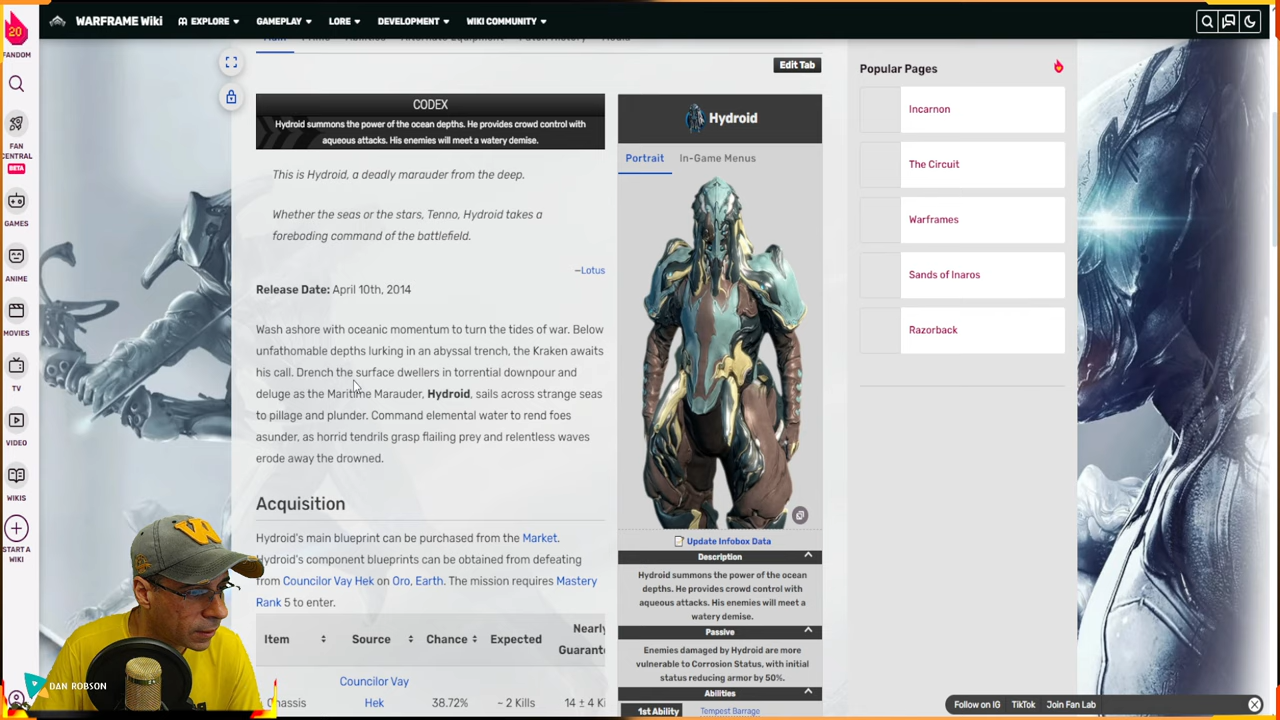 20
FANDOM
FAN
CENTRAL
BETA
GAMES
ANIME
MOVIES
TV
VIDEO
WIKIS
START A
WIKI
WARFRAME Wiki
EXPLORE
GAMEPLAY
LORE
DEVELOPMENT
WIKI COMMUNITY
Edit Tab
CODEX
Hydroid summons the power of the ocean depths. He provides crowd control with
aqueous attacks. His enemies will meet a watery demise.
This is Hydroid, a deadly marauder from the deep.
Whether the seas or the stars, Tenno, Hydroid takes a
foreboding command of the battlefield.
–Lotus
Release Date: April 10th, 2014
Wash ashore with oceanic momentum to turn the tides of war. Below
unfathomable depths lurking in an abyssal trench, the Kraken awaits
his call. Drench the surface dwellers in torrential downpour and
deluge as the Maritime Marauder, Hydroid, sails across strange seas
to pillage and plunder. Command elemental water to rend foes
asunder, as horrid tendrils grasp flailing prey and relentless waves
erode away the drowned.
Acquisition
Hydroid's main blueprint can be purchased from the Market.
Hydroid's component blueprints can be obtained from defeating
from Councilor Vay Hek on Oro, Earth. The mission requires Mastery
Rank 5 to enter.
Item Source Chance Expected Nearly
Guarante
Councilor Vay
Chassis Hek 38.72% ~ 2 Kills 14 ± 4 Ki
Hydroid
Portrait In-Game Menus
Update Infobox Data
Description
Hydroid summons the power of the ocean
depths. He provides crowd control with
aqueous attacks. His enemies will meet a
watery demise.
Passive
Enemies damaged by Hydroid are more
vulnerable to Corrosion Status, with initial
status reducing armor by 50%.
Abilities
1st Ability Tempest Barrage
Popular Pages
Incarnon
The Circuit
Warframes
Sands of Inaros
Razorback
Follow on IG TikTok Join Fan Lab
W
DAN ROBSON